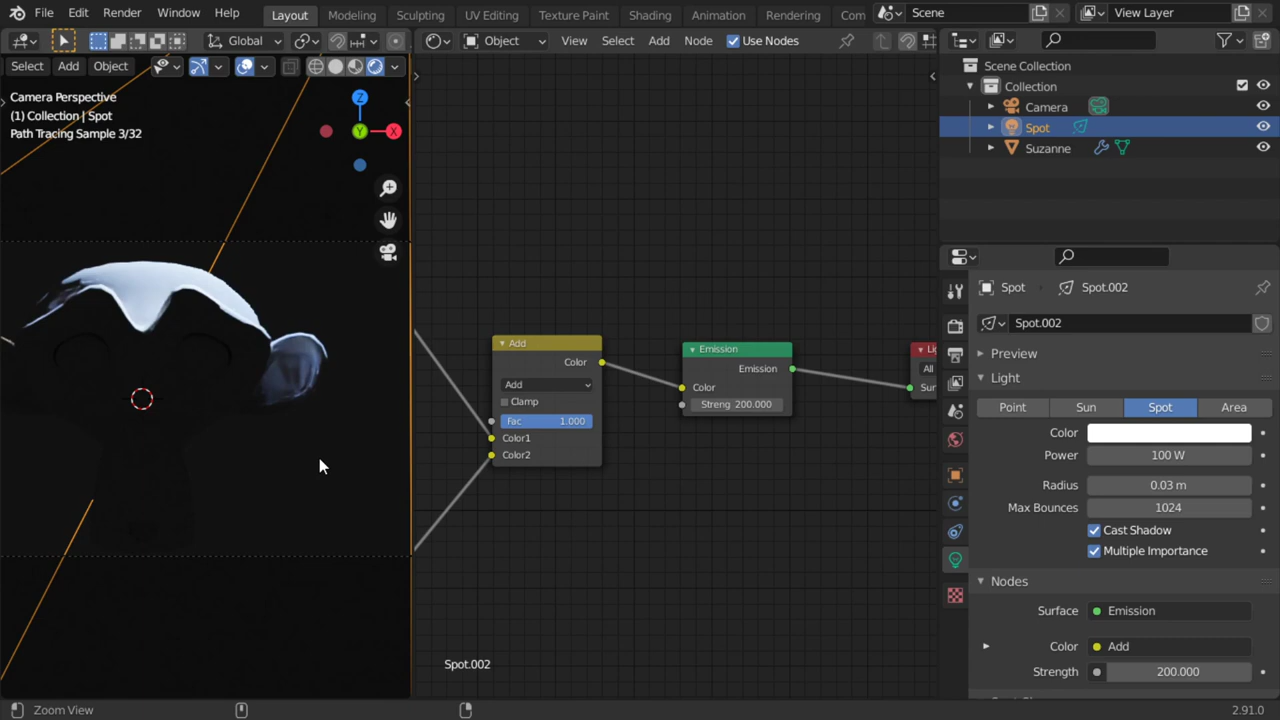 File Edit Render Window Help Layout Modeling Sculpting UV Editing Texture Paint Shading Animation Rendering Com Scene View Layer
Global Object View Select Add Node Use Nodes
Select Add Object
Camera Perspective
(1) Collection | Spot
Path Tracing Sample 3/32
Z
Y
X
Add
Color
Add
Clamp
Fac 1.000
Color1
Color2
Emission
Emission
Color
Streng 200.000
Li
All
Sur
Spot.002
Scene Collection
Collection
Camera
Spot
Suzanne
Spot Spot.002
Spot.002
Preview
Light
Point Sun Spot Area
Color
Power 100 W
Radius 0.03 m
Max Bounces 1024
Cast Shadow
Multiple Importance
Nodes
Surface Emission
Color Add
Strength 200.000
Zoom View
2.91.0